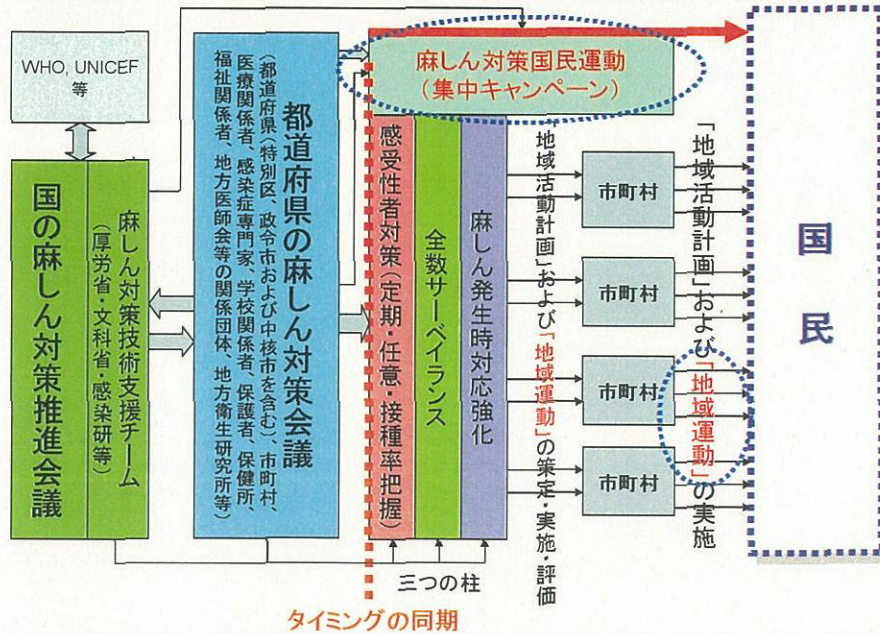 WHO, UNICEF
等
国の麻しん対策推進会議
麻しん対策技術支援チーム
(厚労省・文科省・感染研等)
都道府県の麻しん対策会議
(都道府県(特別区、政令市および中核市を含む)、市町村、
医療関係者、感染症専門家、学校関係者、保護者、保健所、
福祉関係者、地方医師会等の関係団体、地方衛生研究所等)
麻しん対策国民運動
(集中キャンペーン)
感受性者対策(定期・任意・接種率把握)
全数サーベイランス
麻しん発生時対応強化
「地域活動計画」および「地域運動」の策定・実施・評価
市町村
市町村
市町村
市町村
「地域活動計画」および「地域運動」の実施
国民
三つの柱
タイミングの同期